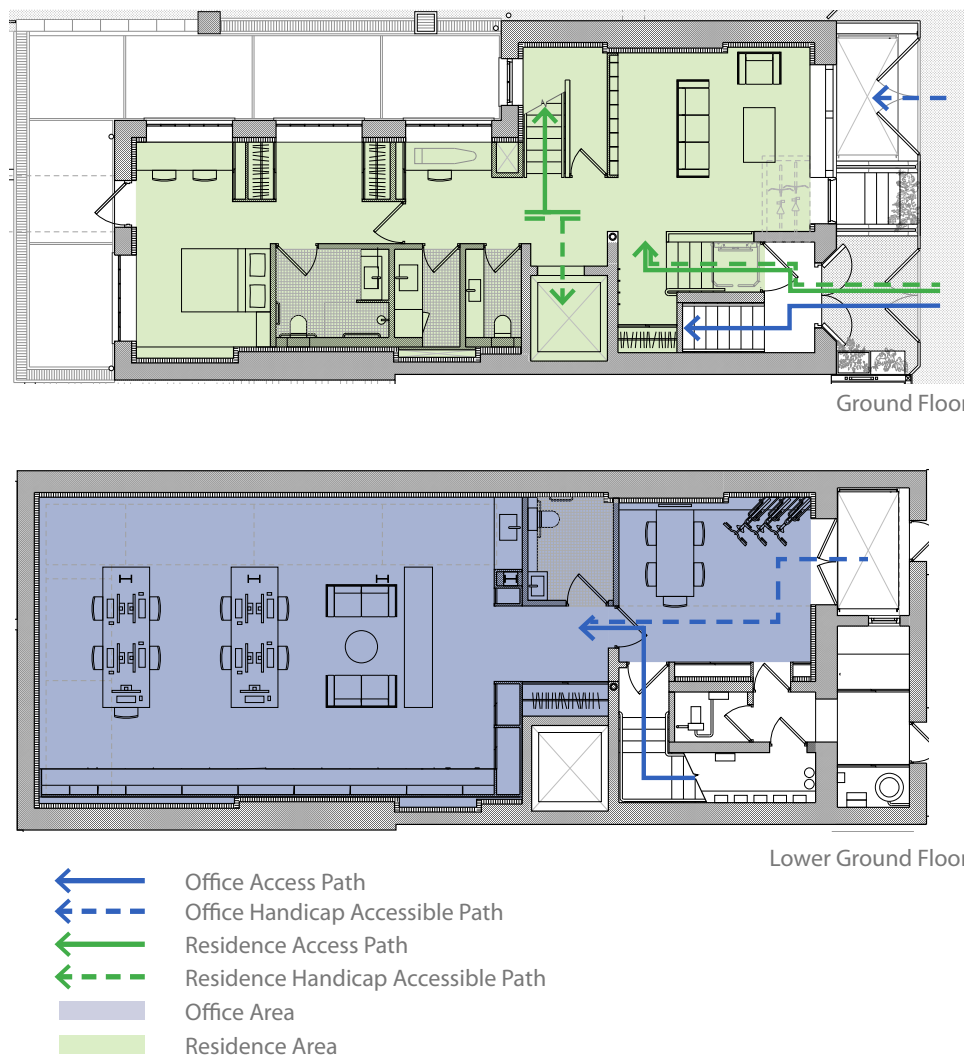 Ground Floor
Lower Ground Floor
Office Access Path
Office Handicap Accessible Path
Residence Access Path
Residence Handicap Accessible Path
Office Area
Residence Area